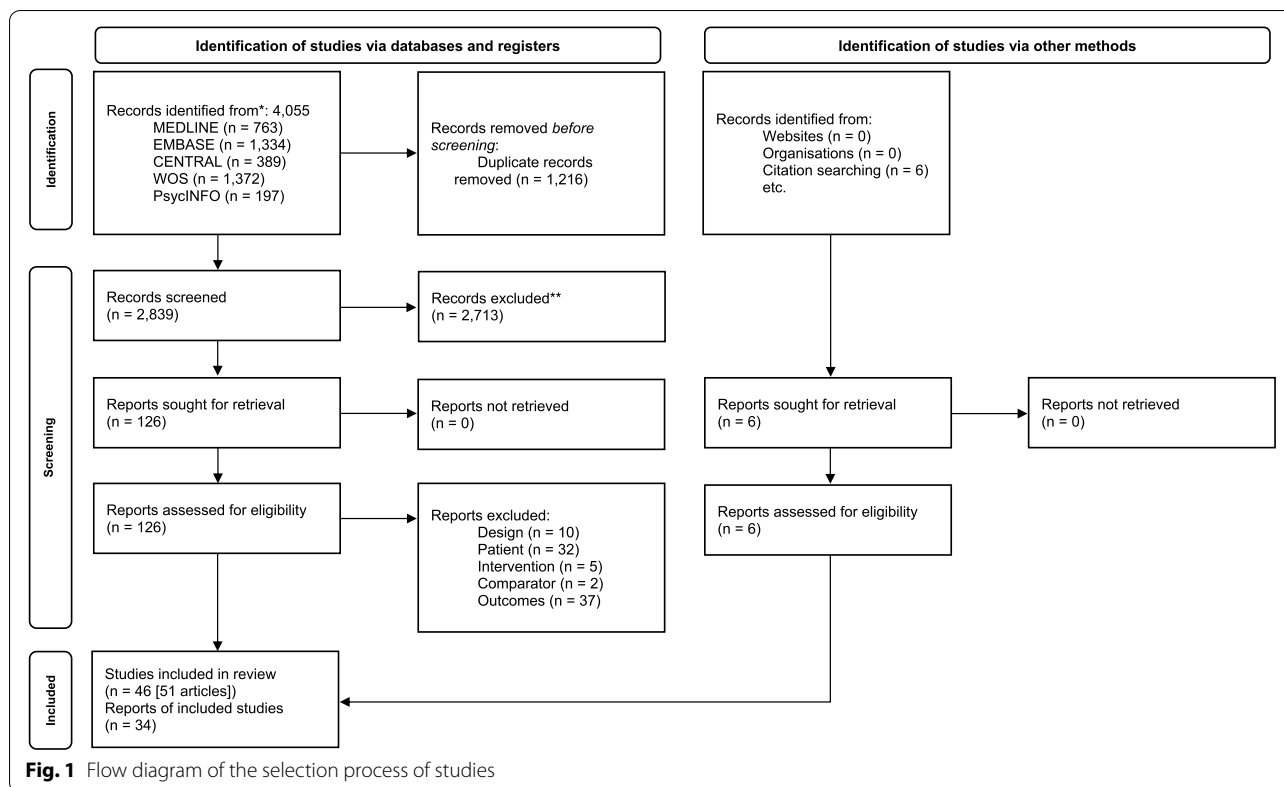 Identification of studies via databases and registers
Identification of studies via other methods
Identification
Records identified from*: 4,055
MEDLINE (n = 763)
EMBASE (n = 1,334)
CENTRAL (n = 389)
WOS (n = 1,372)
PsycINFO (n = 197)
Records removed before
screening:
Duplicate records
removed (n = 1,216)
Records identified from:
Websites (n = 0)
Organisations (n = 0)
Citation searching (n = 6)
etc.
Screening
Records screened
(n = 2,839)
Records excluded**
(n = 2,713)
Reports sought for retrieval
(n = 126)
Reports not retrieved
(n = 0)
Reports sought for retrieval
(n = 6)
Reports not retrieved
(n = 0)
Reports assessed for eligibility
(n = 126)
Reports excluded:
Design (n = 10)
Patient (n = 32)
Intervention (n = 5)
Comparator (n = 2)
Outcomes (n = 37)
Reports assessed for eligibility
(n = 6)
Included
Studies included in review
(n = 46 [51 articles])
Reports of included studies
(n = 34)
Fig. 1 Flow diagram of the selection process of studies